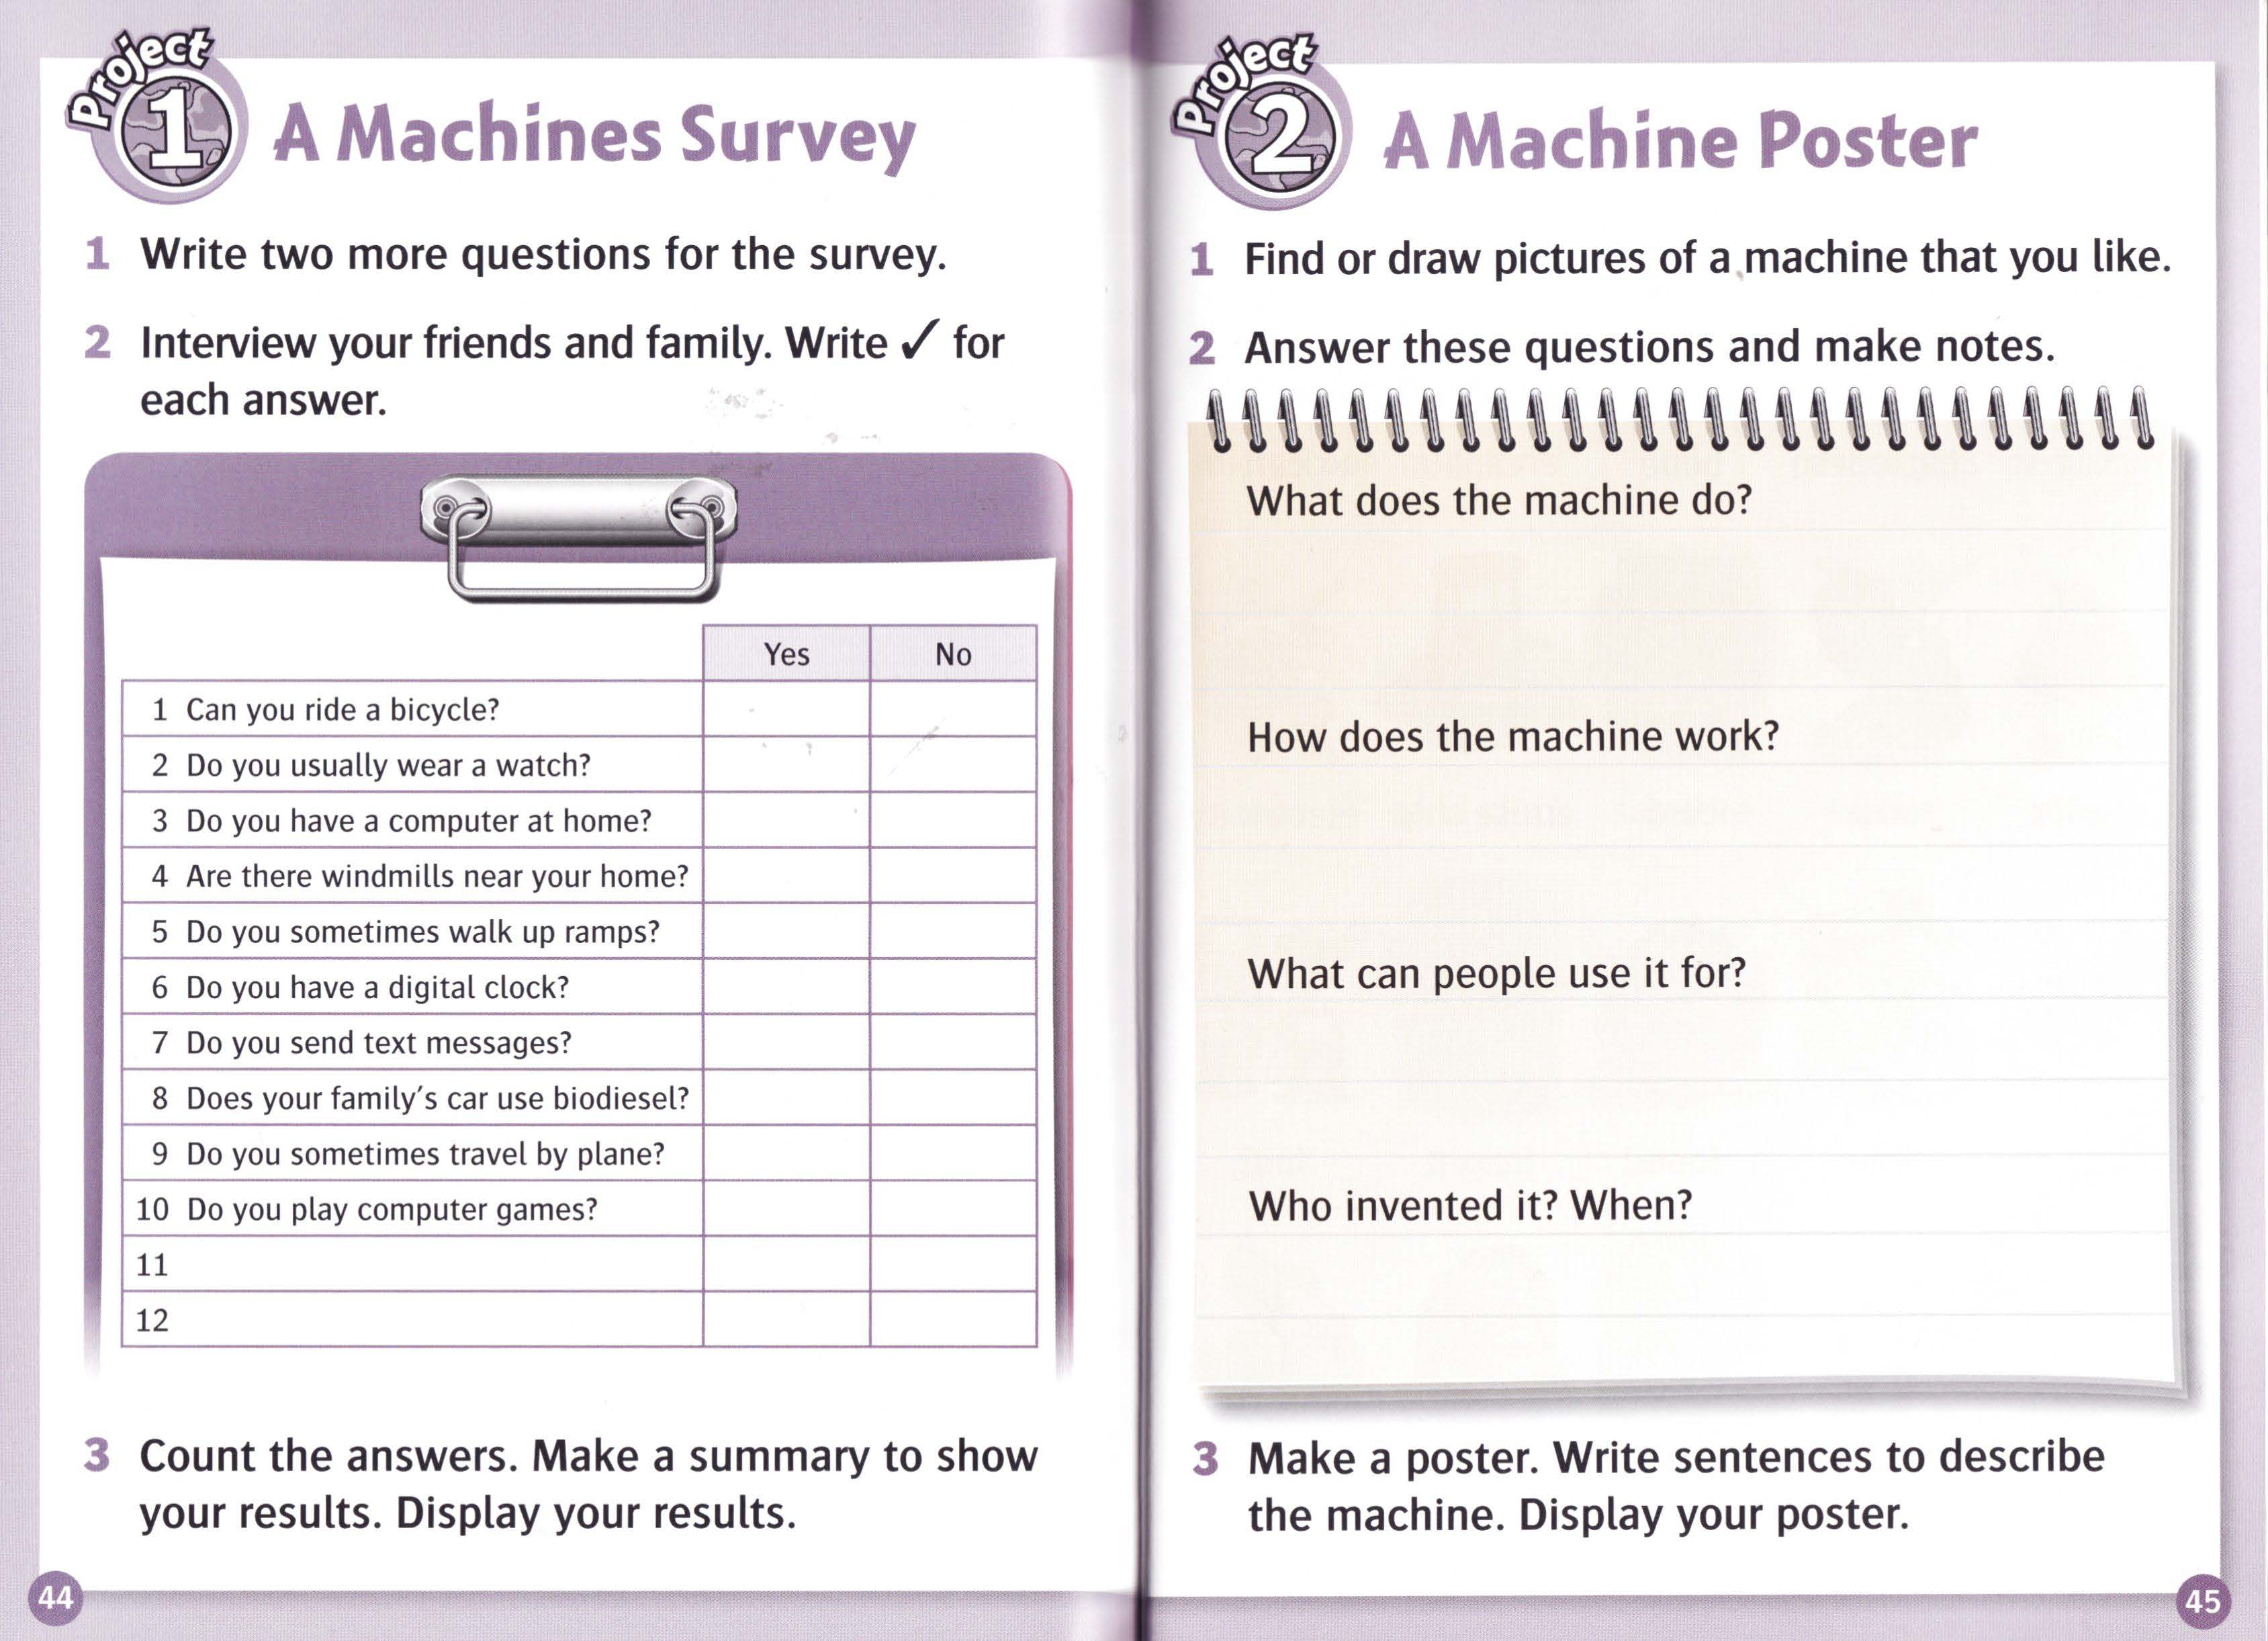 Project
1
A Machines Survey
1 Write two more questions for the survey.
2 Interview your friends and family. Write ✓ for
each answer.
Yes No
1 Can you ride a bicycle?
2 Do you usually wear a watch?
3 Do you have a computer at home?
4 Are there windmills near your home?
5 Do you sometimes walk up ramps?
6 Do you have a digital clock?
7 Do you send text messages?
8 Does your family's car use biodiesel?
9 Do you sometimes travel by plane?
10 Do you play computer games?
11
12
3 Count the answers. Make a summary to show
your results. Display your results.
44
Project
2
A Machine Poster
1 Find or draw pictures of a machine that you like.
2 Answer these questions and make notes.
What does the machine do?
How does the machine work?
What can people use it for?
Who invented it? When?
3 Make a poster. Write sentences to describe
the machine. Display your poster.
45